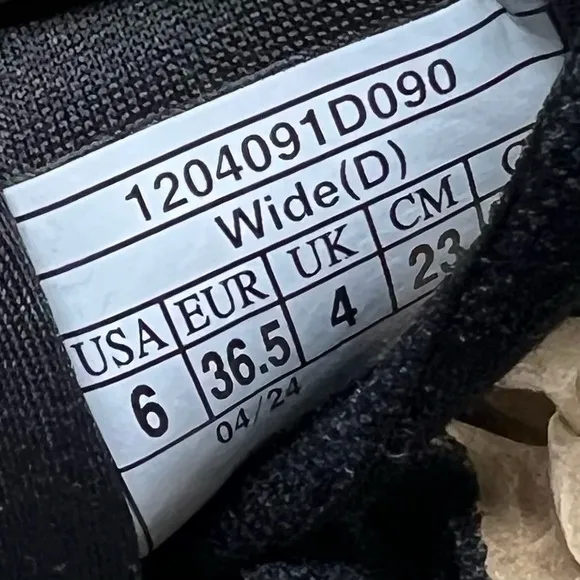 1204091D090
Wide(D)
USA EUR UK CM
6 36.5 4 23
04/24